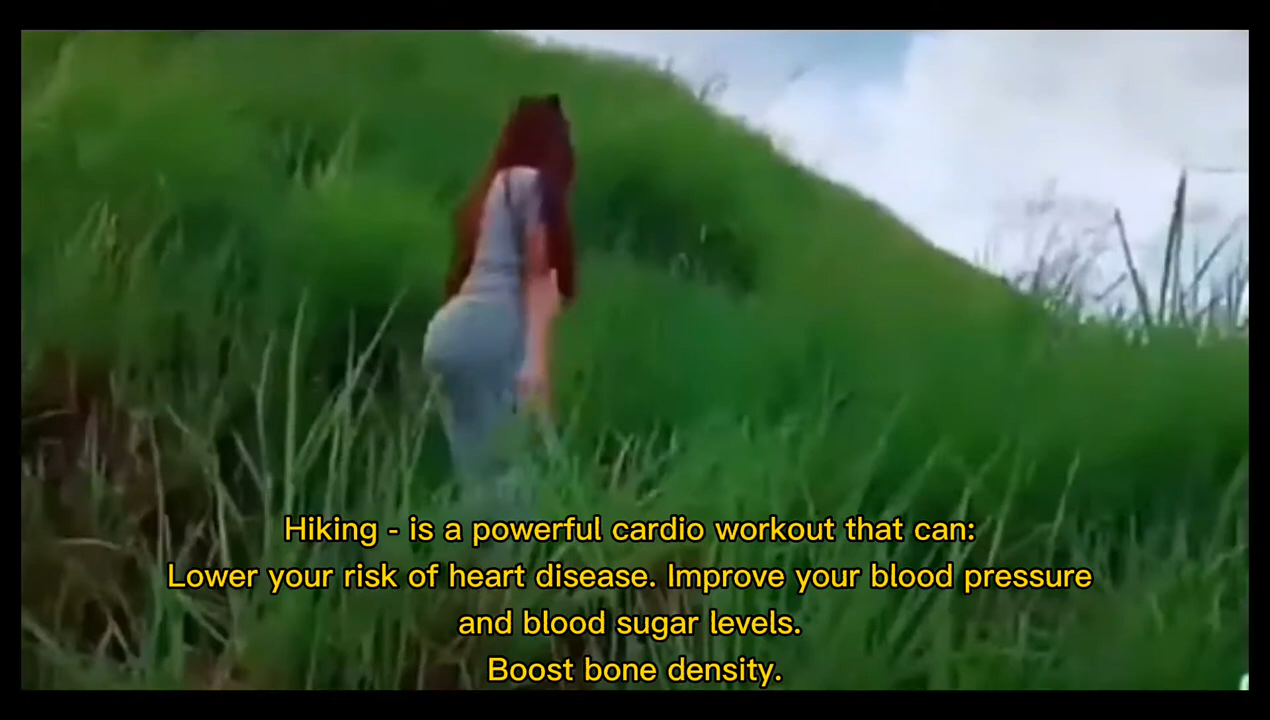 Hiking - is a powerful cardio workout that can:
Lower your risk of heart disease. Improve your blood pressure
and blood sugar levels.
Boost bone density.